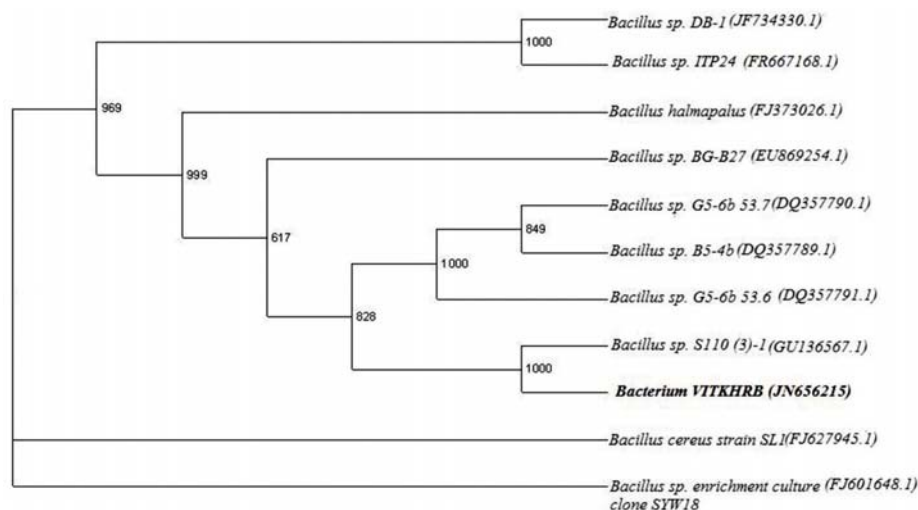 Bacillus sp. DB-1 (JF734330.1)
1000
Bacillus sp. ITP24 (FR667168.1)
969
Bacillus halmapalus (FJ373026.1)
999
Bacillus sp. BG-B27 (EU869254.1)
617
Bacillus sp. G5-6b 53.7 (DQ357790.1)
849
Bacillus sp. B5-4b (DQ357789.1)
1000
Bacillus sp. G5-6b 53.6 (DQ357791.1)
828
Bacillus sp. S110 (3)-1 (GU136567.1)
1000
Bacterium VITKHRB (JN656215)
Bacillus cereus strain SL1(FJ627945.1)
Bacillus sp. enrichment culture (FJ601648.1)
clone SYW18